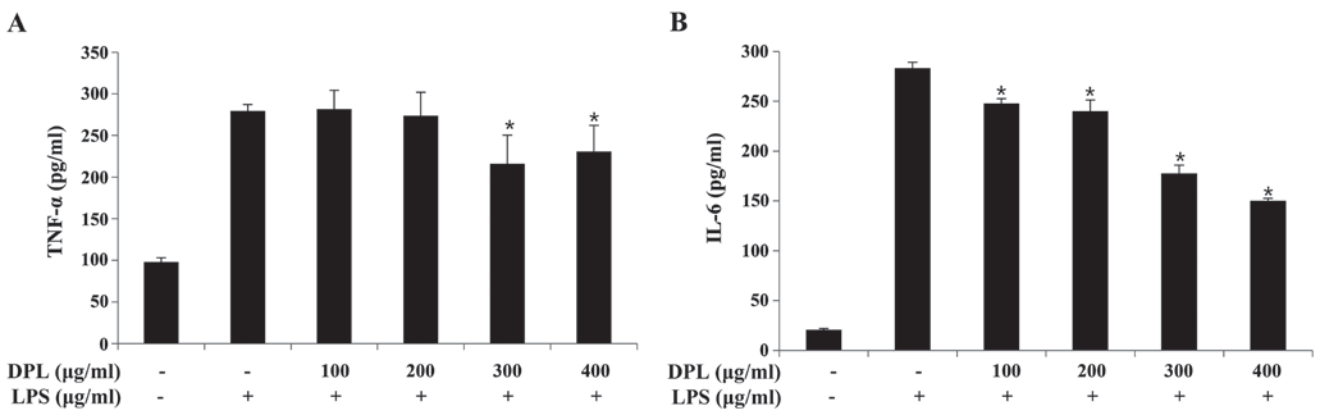 A
B
TNF-α (pg/ml)
350
300
250
200
150
100
50
0
*
*
DPL (µg/ml) - - 100 200 300 400
LPS (µg/ml) - + + + + +
IL-6 (pg/ml)
300
250
200
150
100
50
0
*
*
*
*
DPL (µg/ml) - - 100 200 300 400
LPS (µg/ml) - + + + + +